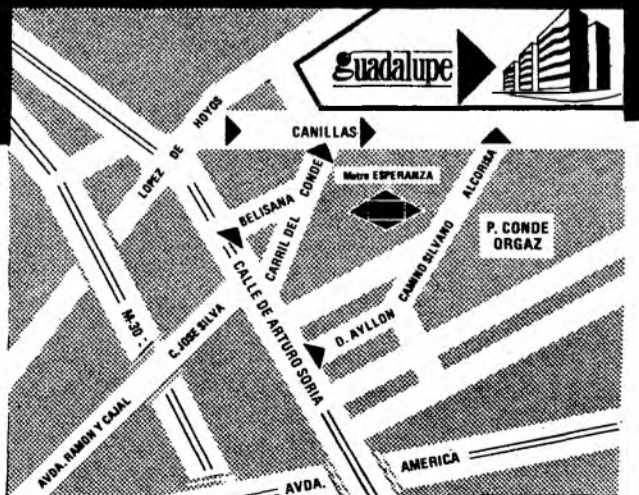 guadalupe
CANILLAS
LOPEZ DE HOYOS
Metro ESPERANZA
BELISANA
CARRIL DEL CONDE
ALCORISA
CAMINO SILVANO
P. CONDE
ORGAZ
CALLE DE ARTURO SORIA
M-30
C. JOSE SILVA
D. AYLLON
AVDA. RAMON Y CAJAL
AVDA. AMERICA